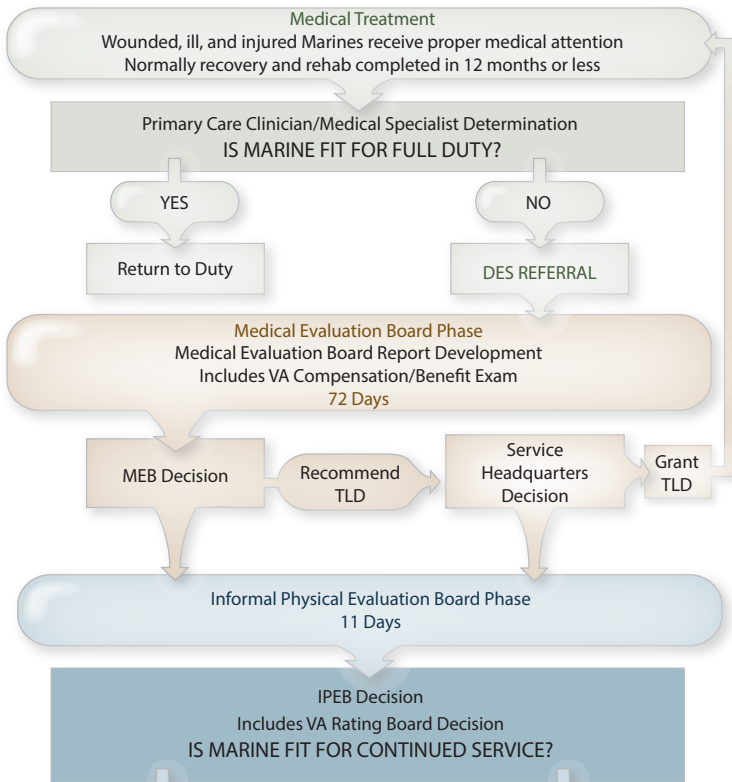 Medical Treatment
Wounded, ill, and injured Marines receive proper medical attention
Normally recovery and rehab completed in 12 months or less
Primary Care Clinician/Medical Specialist Determination
IS MARINE FIT FOR FULL DUTY?
YES
NO
Return to Duty
DES REFERRAL
Medical Evaluation Board Phase
Medical Evaluation Board Report Development
Includes VA Compensation/Benefit Exam
72 Days
MEB Decision
Recommend
TLD
Service
Headquarters
Decision
Grant
TLD
Informal Physical Evaluation Board Phase
11 Days
IPEB Decision
Includes VA Rating Board Decision
IS MARINE FIT FOR CONTINUED SERVICE?